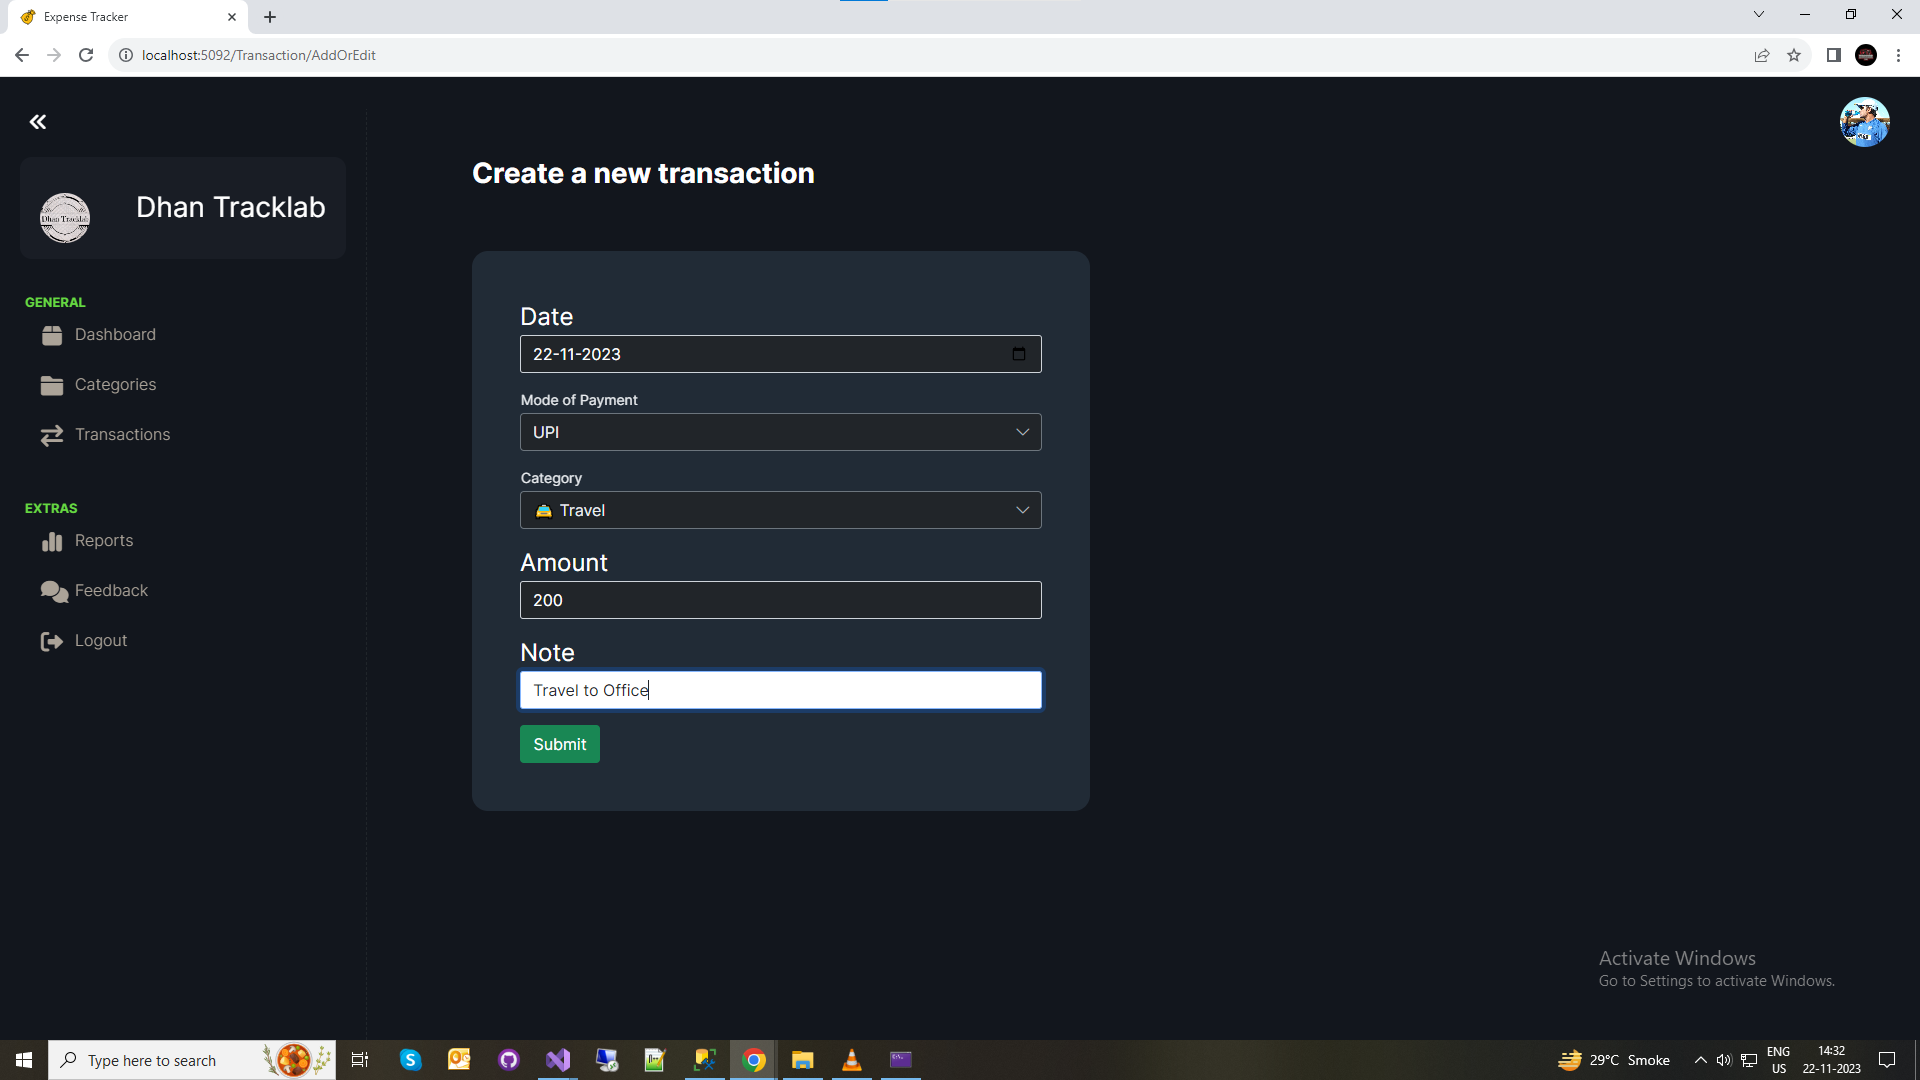 Expense Tracker
localhost:5092/Transaction/AddOrEdit
Dhan Tracklab
Dhan Tracklab
GENERAL
Dashboard
Categories
Transactions
EXTRAS
Reports
Feedback
Logout
Create a new transaction
Date
22-11-2023
Mode of Payment
UPI
Category
Travel
Amount
200
Note
Travel to Office
Submit
Activate Windows
Go to Settings to activate Windows.
Type here to search
29°C Smoke
ENG
US
14:32
22-11-2023